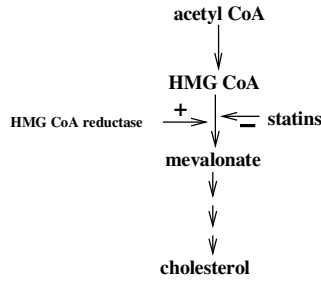 acetyl CoA
HMG CoA
+
HMG CoA reductase
statins
−
mevalonate
cholesterol